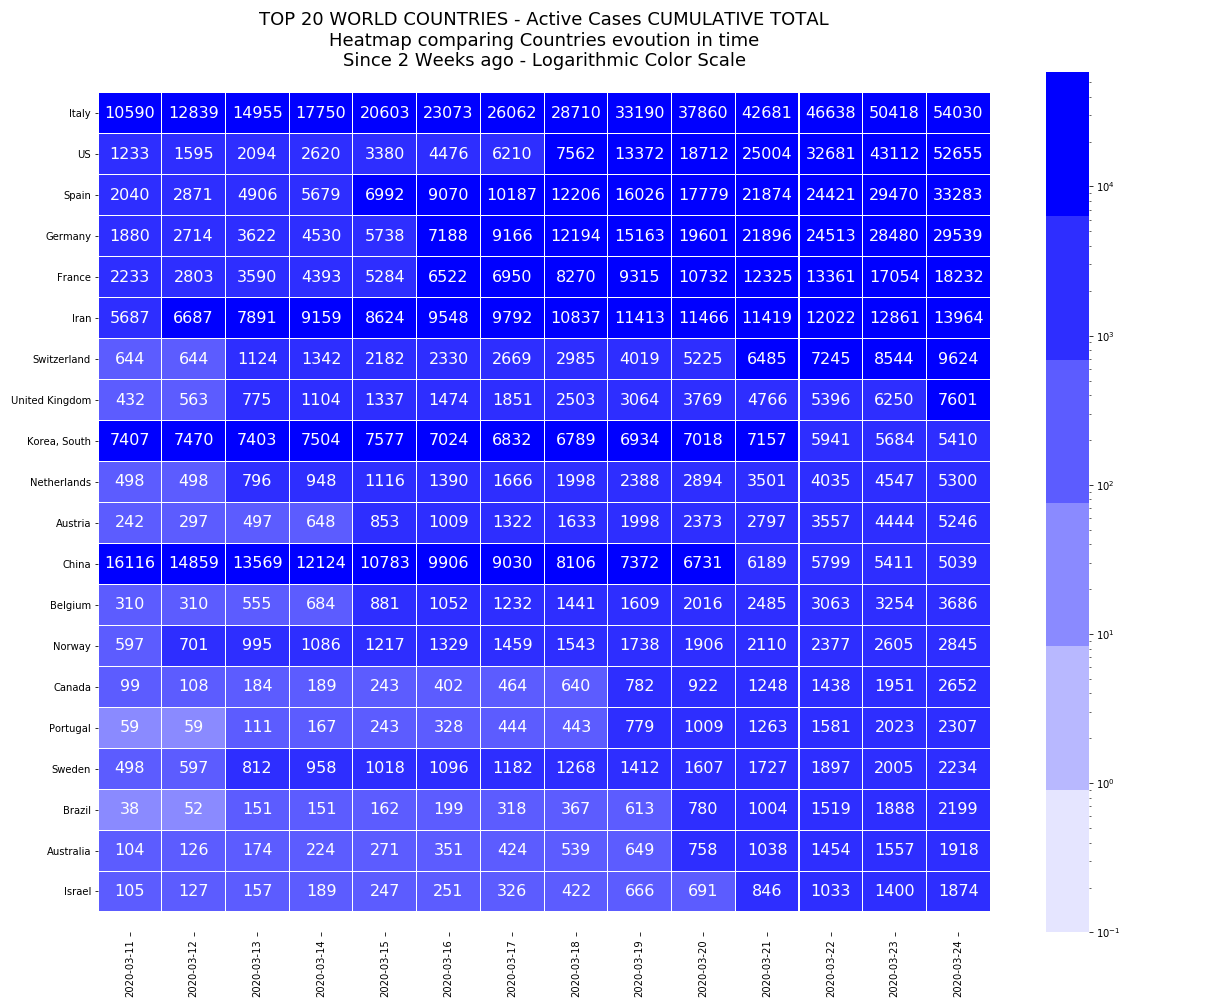 TOP 20 WORLD COUNTRIES - Active Cases CUMULATIVE TOTAL
Heatmap comparing Countries evoution in time
Since 2 Weeks ago - Logarithmic Color Scale
Italy 10590 12839 14955 17750 20603 23073 26062 28710 33190 37860 42681 46638 50418 54030
US 1233 1595 2094 2620 3380 4476 6210 7562 13372 18712 25004 32681 43112 52655
Spain 2040 2871 4906 5679 6992 9070 10187 12206 16026 17779 21874 24421 29470 33283
Germany 1880 2714 3622 4530 5738 7188 9166 12194 15163 19601 21896 24513 28480 29539
France 2233 2803 3590 4393 5284 6522 6950 8270 9315 10732 12325 13361 17054 18232
Iran 5687 6687 7891 9159 8624 9548 9792 10837 11413 11466 11419 12022 12861 13964
Switzerland 644 644 1124 1342 2182 2330 2669 2985 4019 5225 6485 7245 8544 9624
United Kingdom 432 563 775 1104 1337 1474 1851 2503 3064 3769 4766 5396 6250 7601
Korea, South 7407 7470 7403 7504 7577 7024 6832 6789 6934 7018 7157 5941 5684 5410
Netherlands 498 498 796 948 1116 1390 1666 1998 2388 2894 3501 4035 4547 5300
Austria 242 297 497 648 853 1009 1322 1633 1998 2373 2797 3557 4444 5246
China 16116 14859 13569 12124 10783 9906 9030 8106 7372 6731 6189 5799 5411 5039
Belgium 310 310 555 684 881 1052 1232 1441 1609 2016 2485 3063 3254 3686
Norway 597 701 995 1086 1217 1329 1459 1543 1738 1906 2110 2377 2605 2845
Canada 99 108 184 189 243 402 464 640 782 922 1248 1438 1951 2652
Portugal 59 59 111 167 243 328 444 443 779 1009 1263 1581 2023 2307
Sweden 498 597 812 958 1018 1096 1182 1268 1412 1607 1727 1897 2005 2234
Brazil 38 52 151 151 162 199 318 367 613 780 1004 1519 1888 2199
Australia 104 126 174 224 271 351 424 539 649 758 1038 1454 1557 1918
Israel 105 127 157 189 247 251 326 422 666 691 846 1033 1400 1874
2020-03-11 2020-03-12 2020-03-13 2020-03-14 2020-03-15 2020-03-16 2020-03-17 2020-03-18 2020-03-19 2020-03-20 2020-03-21 2020-03-22 2020-03-23 2020-03-24
10⁴
10³
10²
10¹
10⁰
10⁻¹